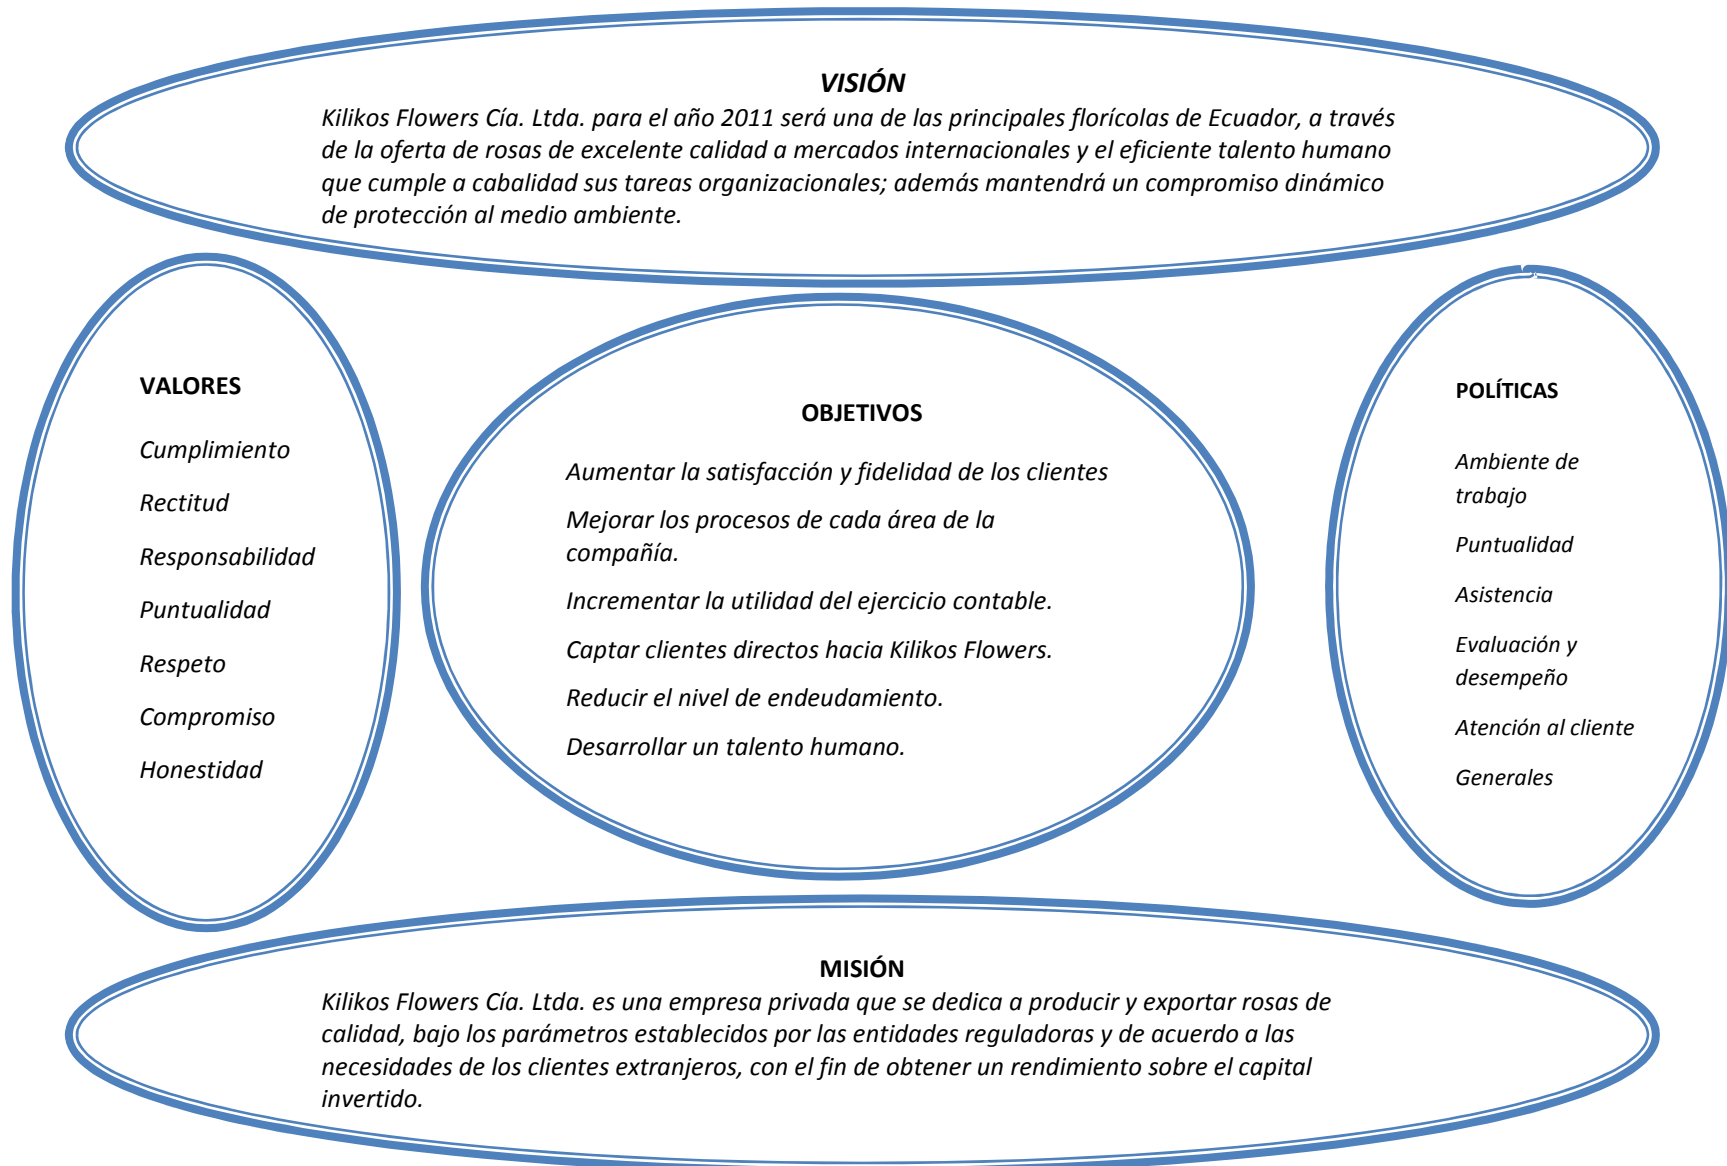 VISIÓN
Kilikos Flowers Cía. Ltda. para el año 2011 será una de las principales florícolas de Ecuador, a través
de la oferta de rosas de excelente calidad a mercados internacionales y el eficiente talento humano
que cumple a cabalidad sus tareas organizacionales; además mantendrá un compromiso dinámico
de protección al medio ambiente.
VALORES
Cumplimiento
Rectitud
Responsabilidad
Puntualidad
Respeto
Compromiso
Honestidad
OBJETIVOS
Aumentar la satisfacción y fidelidad de los clientes
Mejorar los procesos de cada área de la
compañía.
Incrementar la utilidad del ejercicio contable.
Captar clientes directos hacia Kilikos Flowers.
Reducir el nivel de endeudamiento.
Desarrollar un talento humano.
POLÍTICAS
Ambiente de
trabajo
Puntualidad
Asistencia
Evaluación y
desempeño
Atención al cliente
Generales
MISIÓN
Kilikos Flowers Cía. Ltda. es una empresa privada que se dedica a producir y exportar rosas de
calidad, bajo los parámetros establecidos por las entidades reguladoras y de acuerdo a las
necesidades de los clientes extranjeros, con el fin de obtener un rendimiento sobre el capital
invertido.